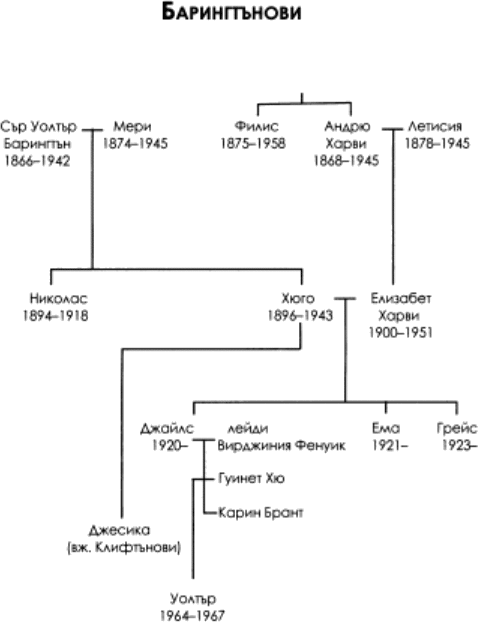 БАРИНГТЪНОВИ
Сър Уолтър Мери Филис Андрю Летисия
Барингтън 1874–1945 1875–1958 Харви 1878–1945
1866–1942 1868–1945
Николас Хюго Елизабет
1894–1918 1896–1943 Харви
1900–1951
Джайлс лейди Ема Грейс
1920– Вирджиния Фенуик 1921– 1923–
Гуинет Хю
Карин Брант
Джесика
(вж. Клифтънови)
Уолтър
1964–1967